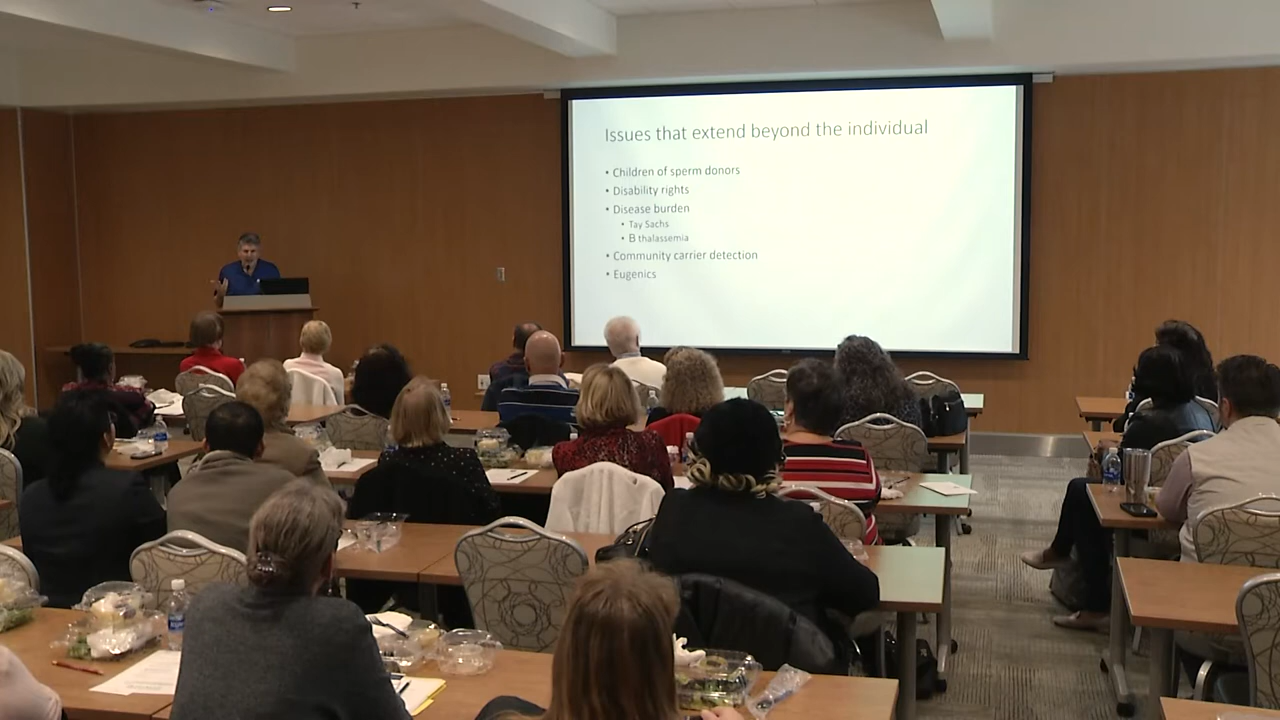 Issues that extend beyond the individual
• Children of sperm donors
• Disability rights
• Disease burden
• Tay Sachs
• B thalassemia
• Community carrier detection
• Eugenics